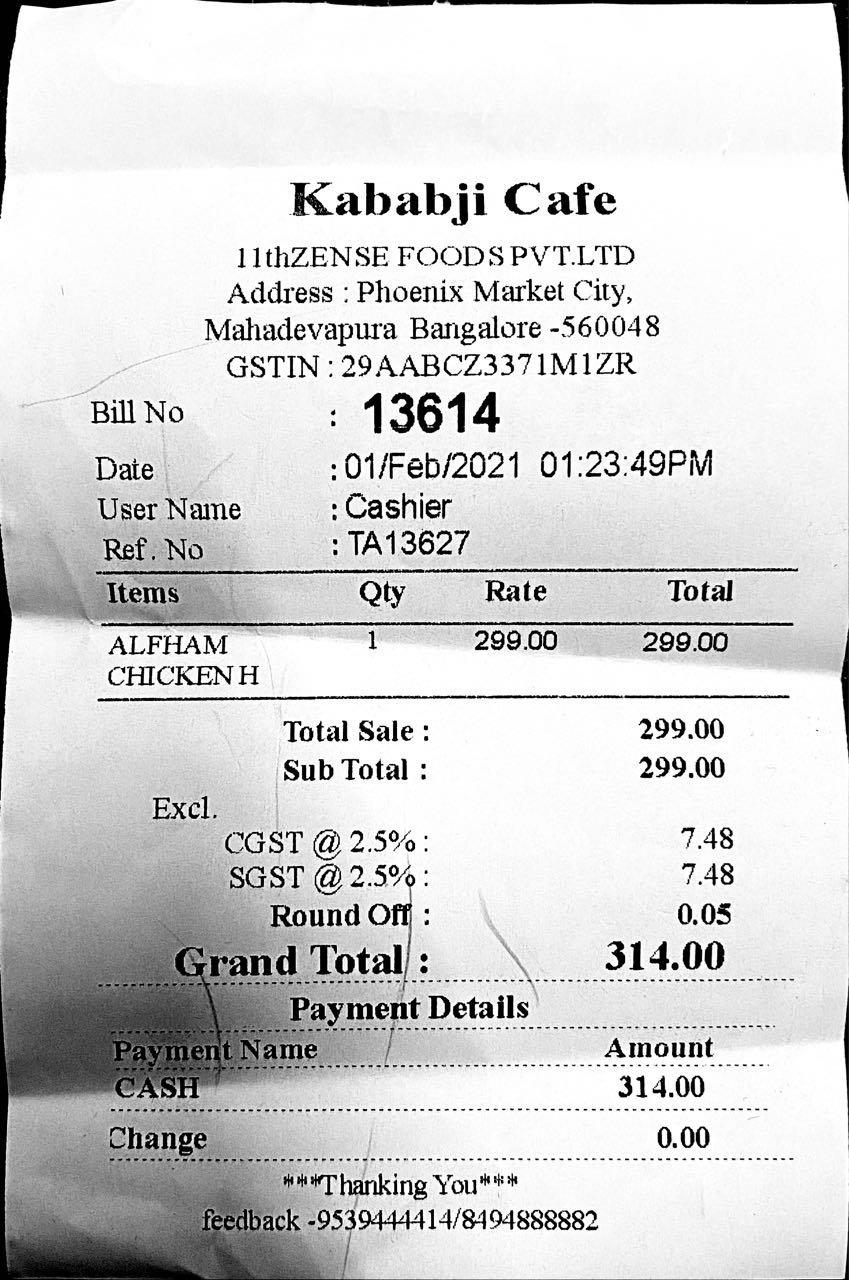 Kababji Cafe
11thZENSE FOODS PVT.LTD
Address : Phoenix Market City,
Mahadevapura Bangalore -560048
GSTIN : 29AABCZ3371M1ZR
Bill No : 13614
Date : 01/Feb/2021 01:23:49PM
User Name : Cashier
Ref. No : TA13627
Items Qty Rate Total
ALFHAM 1 299.00 299.00
CHICKEN H
Total Sale : 299.00
Sub Total : 299.00
Excl.
CGST @ 2.5% : 7.48
SGST @ 2.5% : 7.48
Round Off : 0.05
Grand Total : 314.00
Payment Details
Payment Name Amount
CASH 314.00
Change 0.00
***Thanking You***
feedback -9539444414/8494888882